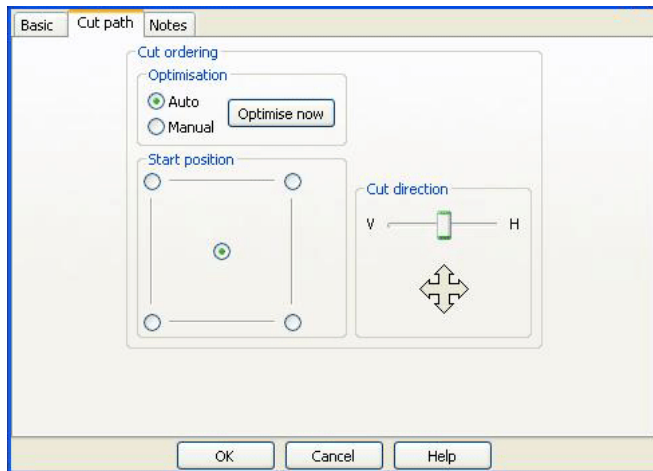 Basic Cut path Notes
Cut ordering
Optimisation
Auto
Optimise now
Manual
Start position
Cut direction
V H
OK Cancel Help